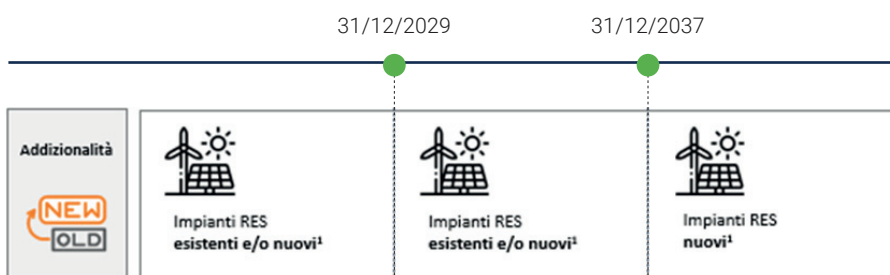 31/12/2029
31/12/2037
Addizionalità
NEW
OLD
Impianti RES
esistenti e/o nuovi¹
Impianti RES
esistenti e/o nuovi¹
Impianti RES
nuovi¹